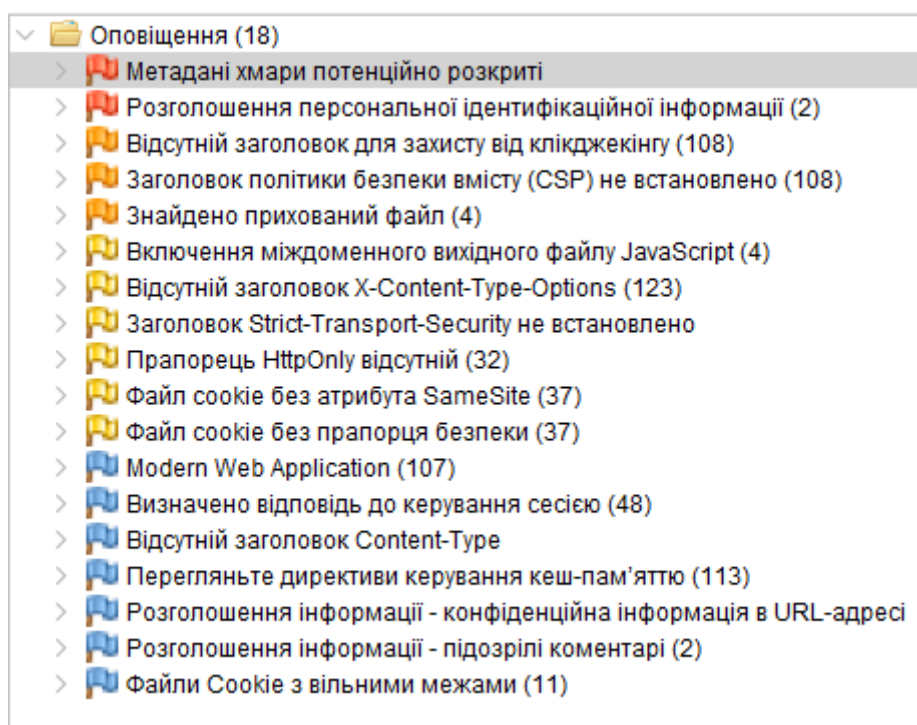 Оповіщення (18)
Метадані хмари потенційно розкриті
Розголошення персональної ідентифікаційної інформації (2)
Відсутній заголовок для захисту від клікджекінгу (108)
Заголовок політики безпеки вмісту (CSP) не встановлено (108)
Знайдено прихований файл (4)
Включення міждоменного вихідного файлу JavaScript (4)
Відсутній заголовок X-Content-Type-Options (123)
Заголовок Strict-Transport-Security не встановлено
Прапорець HttpOnly відсутній (32)
Файл cookie без атрибута SameSite (37)
Файл cookie без прапорця безпеки (37)
Modern Web Application (107)
Визначено відповідь до керування сесією (48)
Відсутній заголовок Content-Type
Перегляньте директиви керування кеш-пам'яттю (113)
Розголошення інформації - конфіденційна інформація в URL-адресі
Розголошення інформації - підозрілі коментарі (2)
Файли Cookie з вільними межами (11)